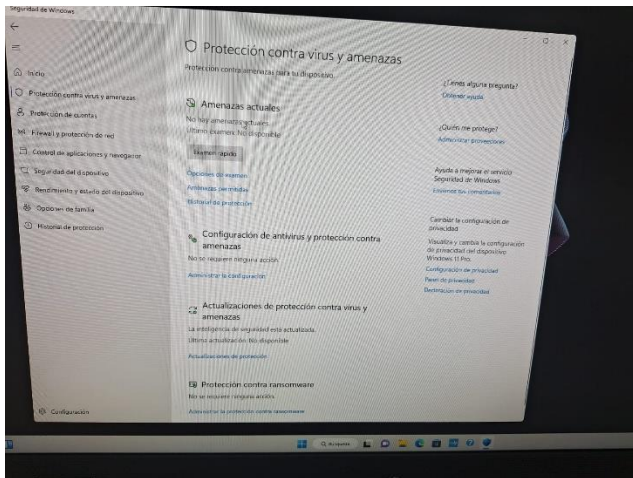 Seguridad de Windows
Inicio
Protección contra virus y amenazas
Protección de cuentas
Firewall y protección de red
Control de aplicaciones y navegador
Seguridad del dispositivo
Rendimiento y estado del dispositivo
Opciones de familia
Historial de protección
Configuración
Protección contra virus y amenazas
Protección contra amenazas para su dispositivo.
Amenazas actuales
No hay amenazas actuales.
Último examen: No disponible
Examen rápido
Opciones de examen
Amenazas permitidas
Historial de protección
Configuración de antivirus y protección contra
amenazas
No se requiere ninguna acción.
Administrar la configuración
Actualizaciones de protección contra virus y
amenazas
La inteligencia de seguridad está actualizada.
Última actualización: No disponible
Actualizaciones de protección
Protección contra ransomware
No se requiere ninguna acción.
Administrar la protección contra ransomware
¿Tienes alguna pregunta?
Obtener ayuda
¿Quién me protege?
Administrar proveedores
Ayude a mejorar el servicio
Seguridad de Windows
Envíenos sus comentarios
Cambiar la configuración de
privacidad
Visualiza y cambia la configuración
de privacidad del dispositivo
Windows 11 Pro.
Configuración de privacidad
Panel de privacidad
Declaración de privacidad
Búsqueda